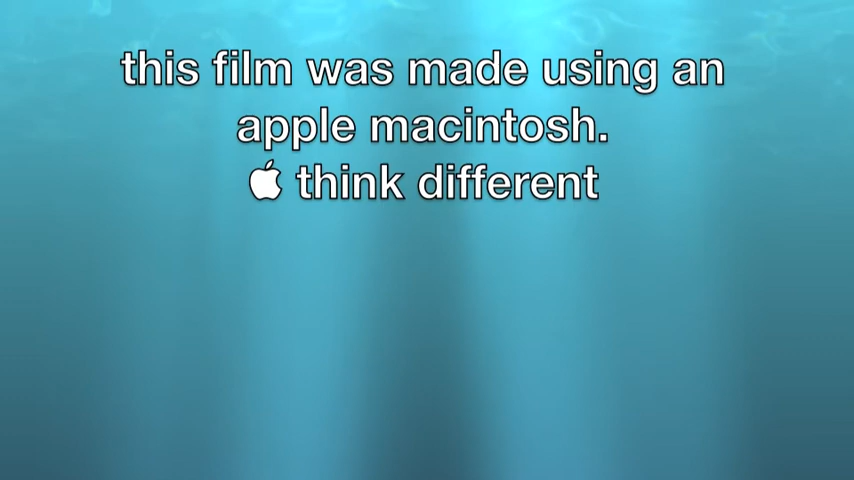 this film was made using an
apple macintosh.
think different